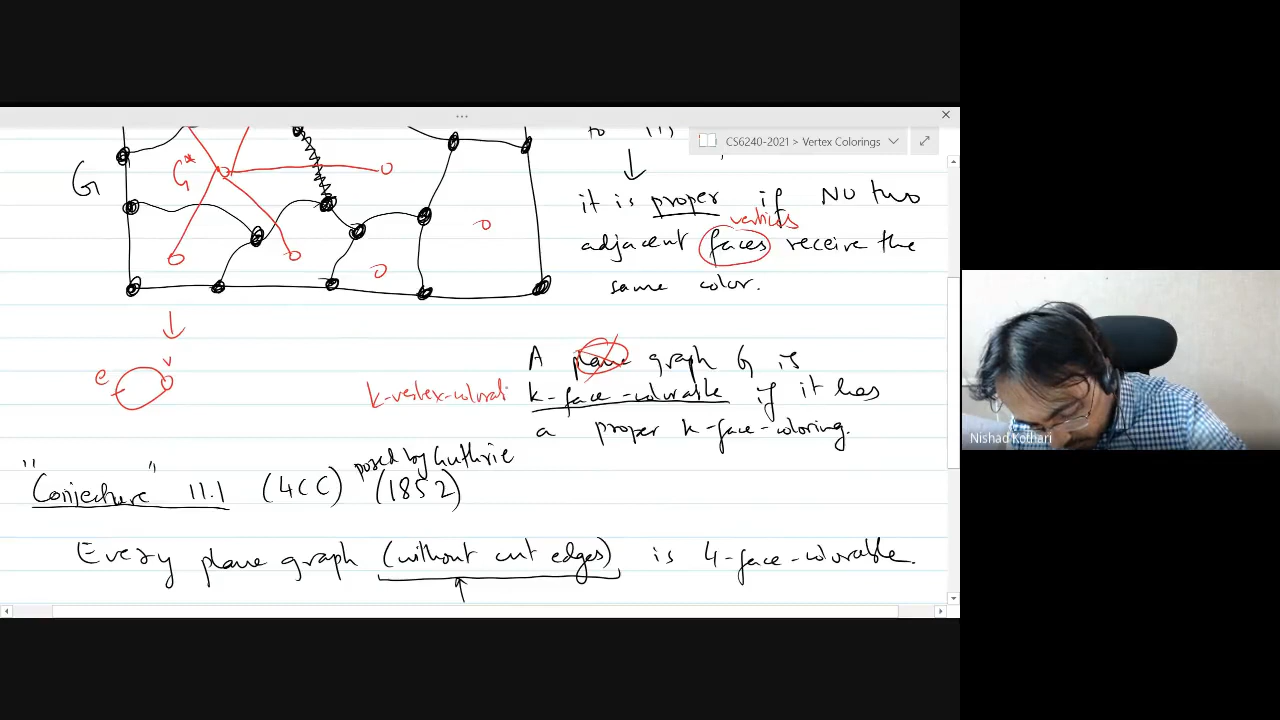 to (11)
CS6240-2021 > Vertex Colorings
it is proper if NO two
vertices
adjacent faces receive the
same color.
G
G*
e
v
A plane graph G is
k-vertex-colorabl
k-face-colorable if it has
a proper k-face-coloring.
posed by Guthrie
"Conjecture" 11.1 (4CC) (1852)
Every plane graph (without cut edges) is 4-face-colorable.
Nishad Kothari